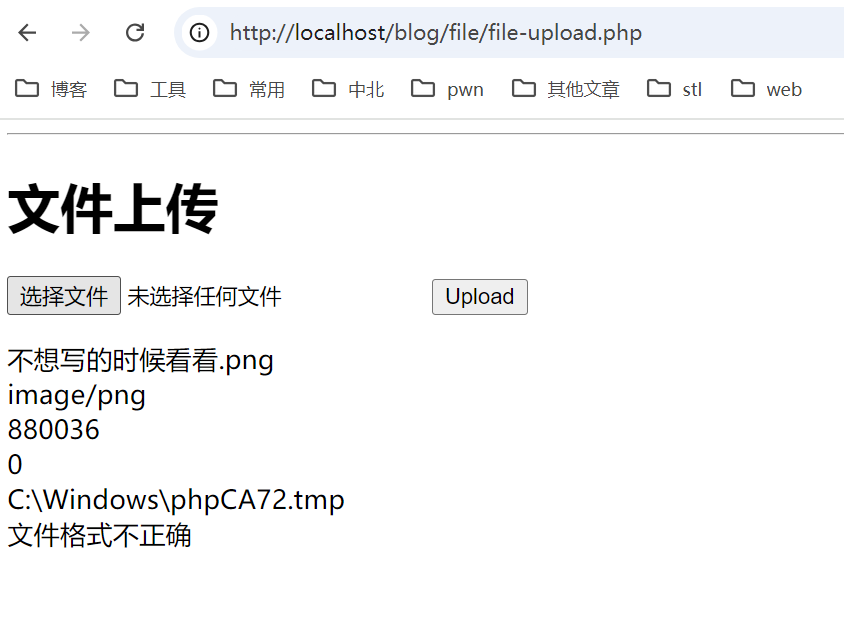 http://localhost/blog/file/file-upload.php
博客 工具 常用 中北 pwn 其他文章 stl web
文件上传
选择文件 未选择任何文件 Upload
不想写的时候看看.png
image/png
880036
0
C:\Windows\phpCA72.tmp
文件格式不正确